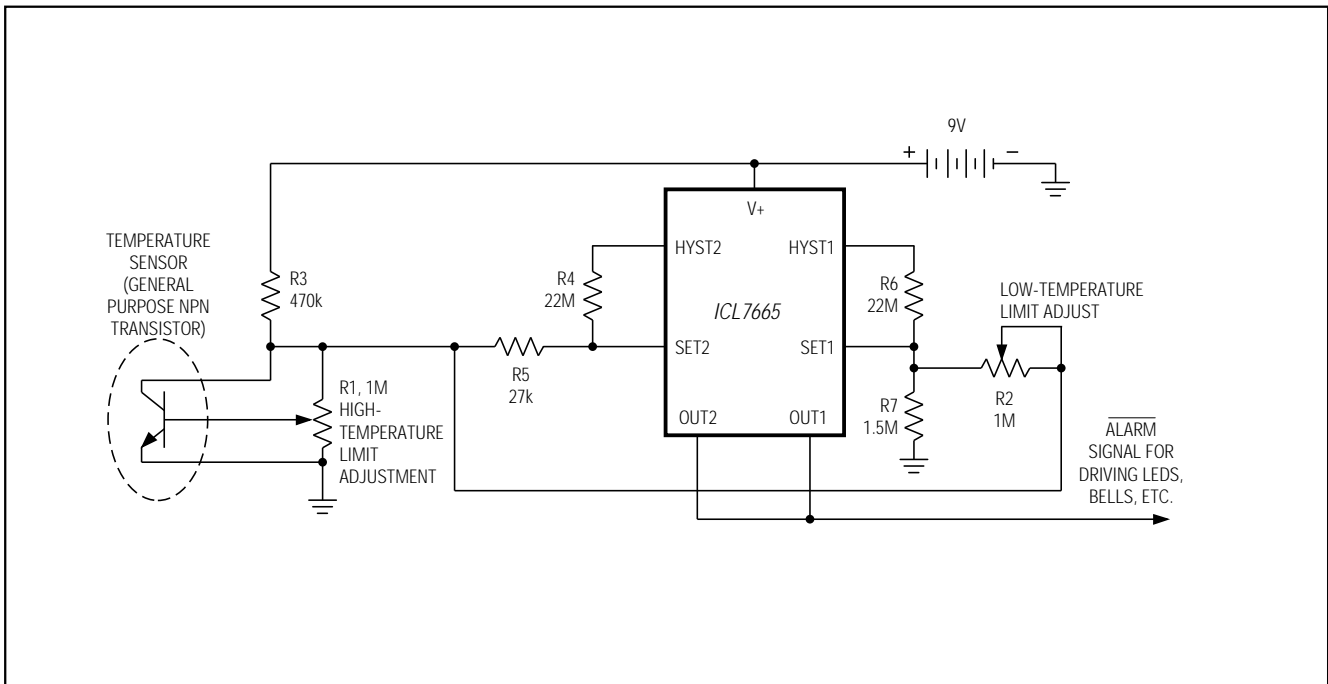 9V
+
−
V+
TEMPERATURE
SENSOR
(GENERAL
PURPOSE NPN
TRANSISTOR)
R3
470k
HYST2
HYST1
R4
22M
R6
22M
LOW-TEMPERATURE
LIMIT ADJUST
ICL7665
SET2
SET1
R5
27k
R1, 1M
HIGH-
TEMPERATURE
LIMIT
ADJUSTMENT
R7
1.5M
R2
1M
OUT2
OUT1
ALARM
SIGNAL FOR
DRIVING LEDS,
BELLS, ETC.